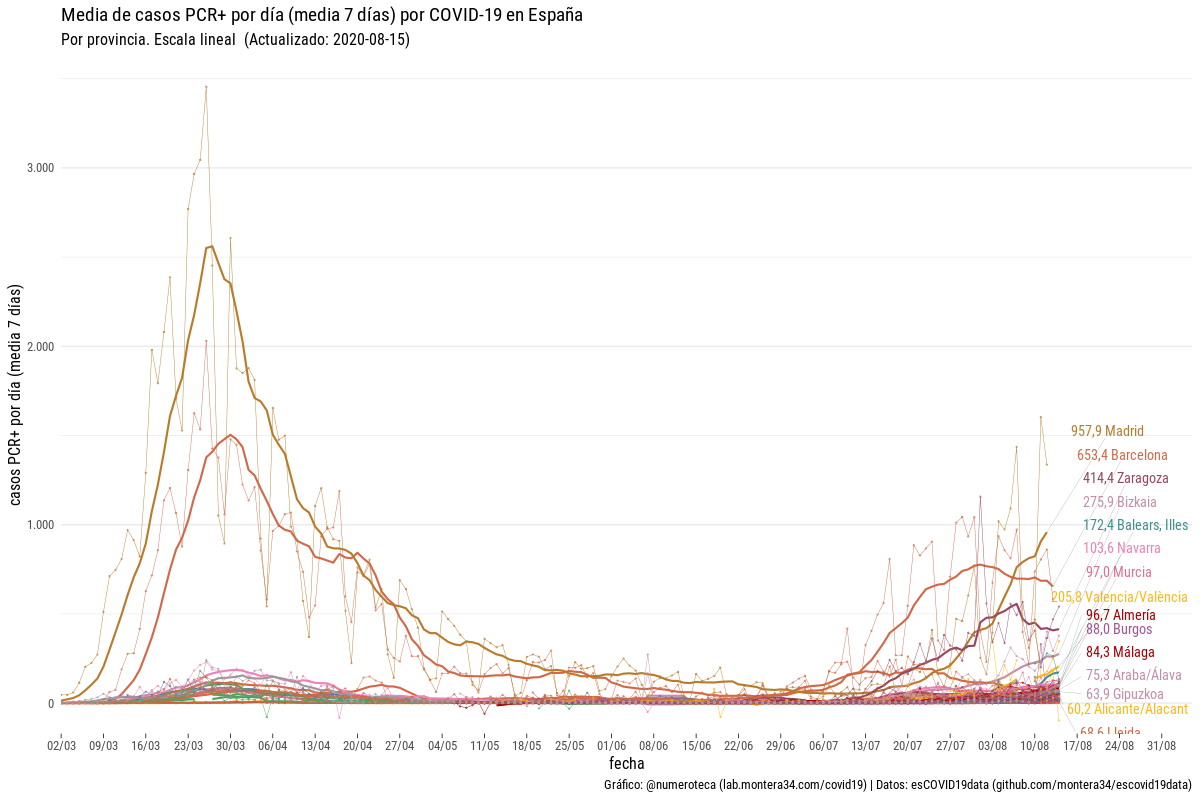 Media de casos PCR+ por día (media 7 días) por COVID-19 en España
Por provincia. Escala lineal  (Actualizado: 2020-08-15)
casos PCR+ por día (media 7 días)
3.000
2.000
1.000
0
957,9 Madrid
653,4 Barcelona
414,4 Zaragoza
275,9 Bizkaia
172,4 Balears, Illes
103,6 Navarra
97,0 Murcia
205,8 Valencia/València
96,7 Almería
88,0 Burgos
84,3 Málaga
75,3 Araba/Álava
63,9 Gipuzkoa
60,2 Alicante/Alacant
68,6 Lleida
02/03 09/03 16/03 23/03 30/03 06/04 13/04 20/04 27/04 04/05 11/05 18/05 25/05 01/06 08/06 15/06 22/06 29/06 06/07 13/07 20/07 27/07 03/08 10/08 17/08 24/08 31/08
fecha
Gráfico: @numeroteca (lab.montera34.com/covid19) | Datos: esCOVID19data (github.com/montera34/escovid19data)